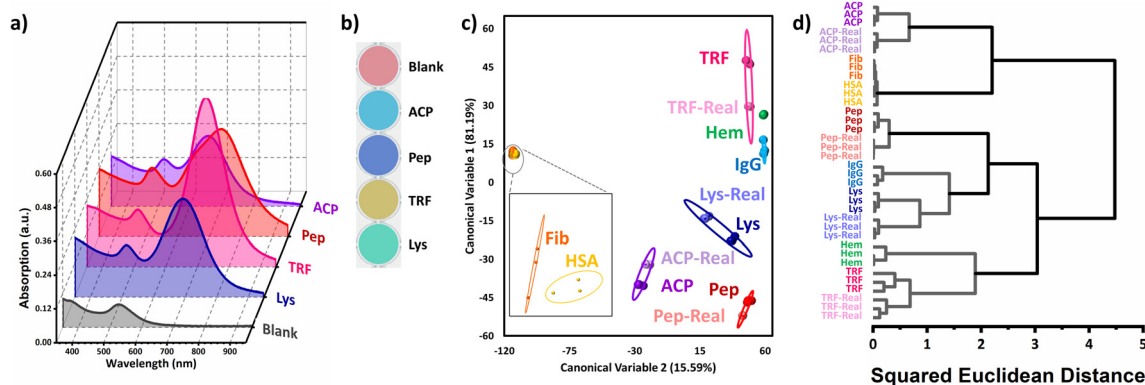 a)
Absorption (a.u.)
0.60
0.48
0.36
0.24
0.12
0.00
400 500 600 700 800 900
Wavelength (nm)
ACP
Pep
TRF
Lys
Blank
b)
Blank
ACP
Pep
TRF
Lys
c)
Canonical Variable 1 (81.19%)
60
45
30
15
0
-15
-30
-45
-60
-120 -75 -30 15 60
Canonical Variable 2 (15.59%)
TRF
TRF-Real
Hem
IgG
Lys-Real
Lys
ACP-Real
ACP
Pep
Pep-Real
Fib
HSA
d)
ACP
ACP
ACP
ACP-Real
ACP-Real
Fib
Fib
Fib
HSA
HSA
HSA
Pep
Pep
Pep
Pep-Real
Pep-Real
Pep-Real
IgG
IgG
IgG
Lys
Lys
Lys
Lys-Real
Lys-Real
Lys-Real
Hem
Hem
Hem
TRF
TRF
TRF
TRF-Real
TRF-Real
TRF-Real
0 1 2 3 4 5
Squared Euclidean Distance